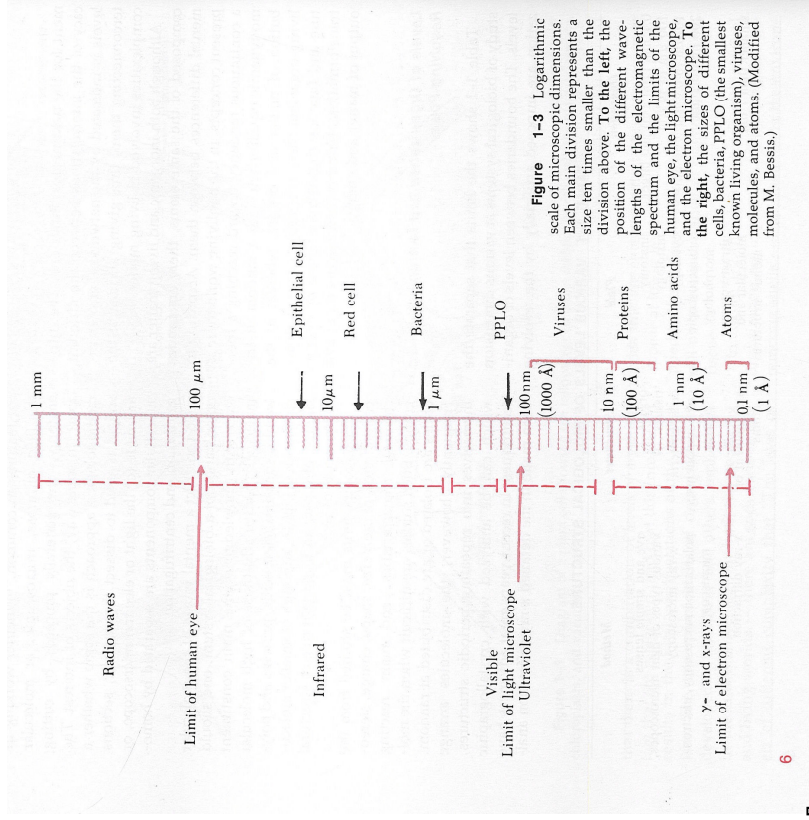 1 mm
Radio waves
100 μm
Limit of human eye
Epithelial cell
Infrared
10μm
Red cell
Bacteria
1 μm
Visible
PPLO
Limit of light microscope
Ultraviolet
100 nm
(1000 Å)
Viruses
10 nm
(100 Å)
Proteins
1 nm
(10 Å)
Amino acids
γ- and x-rays
Limit of electron microscope
Atoms
0.1 nm
(1 Å)
Figure 1-3 Logarithmic
scale of microscopic dimensions.
Each main division represents a
size ten times smaller than the
division above. To the left, the
position of the different wave-
lengths of the electromagnetic
spectrum and the limits of the
human eye, the light microscope,
and the electron microscope. To
the right, the sizes of different
cells, bacteria, PPLO (the smallest
known living organism), viruses,
molecules, and atoms. (Modified
from M. Bessis.)
6